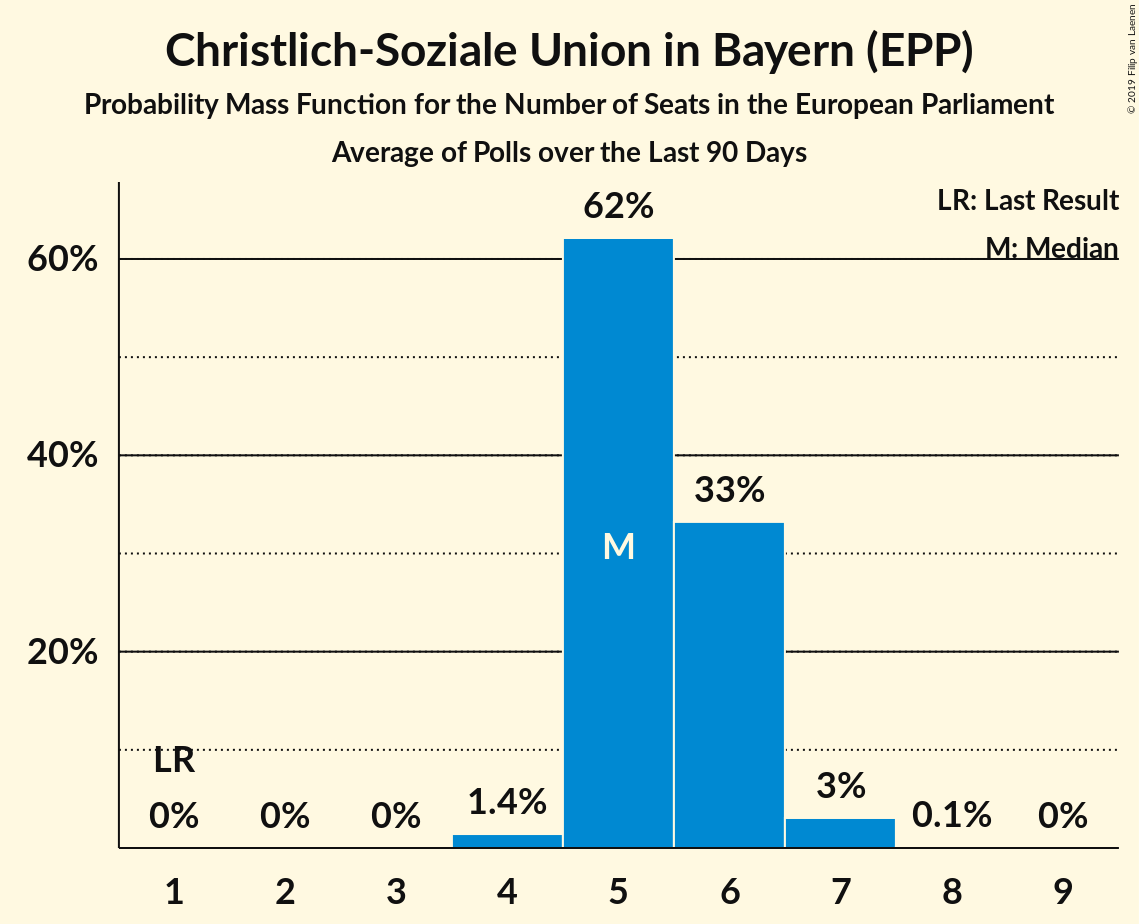 Christlich-Soziale Union in Bayern (EPP)
Probability Mass Function for the Number of Seats in the European Parliament
Average of Polls over the Last 90 Days
© 2019 Filip van Laenen
LR: Last Result
M: Median
62%
60%
40%
33%
M
20%
LR
0%
0%
0%
1.4%
3%
0.1%
0%
1 2 3 4 5 6 7 8 9